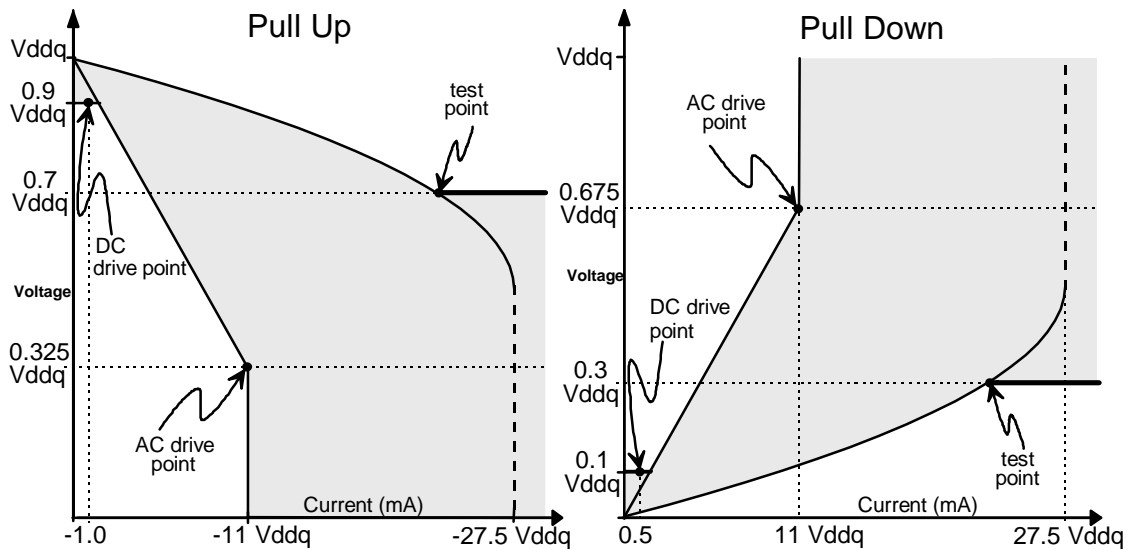 Pull Up
Vddq
0.9
Vddq
test
point
0.7
Vddq
DC
drive point
Voltage
0.325
Vddq
AC drive
point
Current (mA)
-1.0
-11 Vddq
-27.5 Vddq
Pull Down
Vddq
AC drive
point
0.675
Vddq
Voltage
DC drive
point
0.3
Vddq
0.1
Vddq
test
point
Current (mA)
0.5
11 Vddq
27.5 Vddq